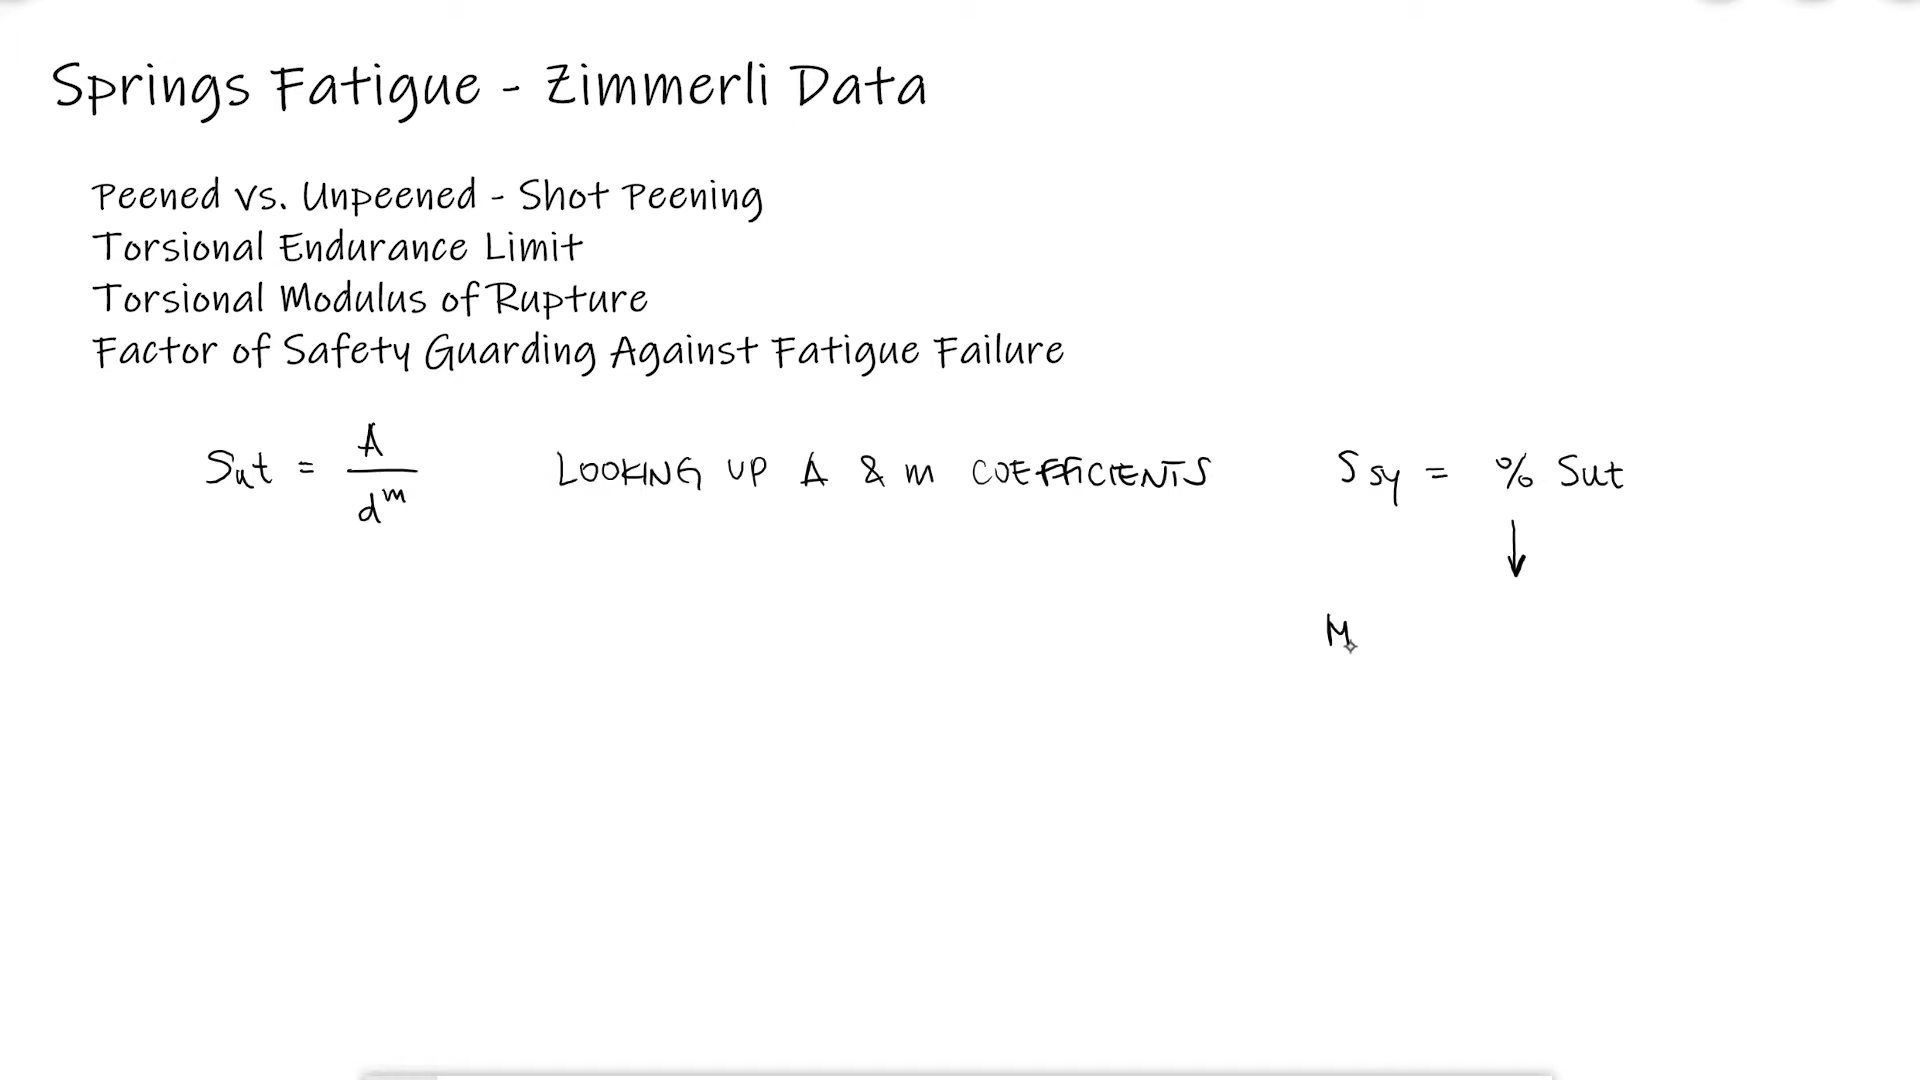 Springs Fatigue - Zimmerli Data
Peened vs. Unpeened - Shot Peening
Torsional Endurance Limit
Torsional Modulus of Rupture
Factor of Safety Guarding Against Fatigue Failure
Sut = A / d^m LOOKING UP A & m COEFFICIENTS Ssy = % Sut
↓
M